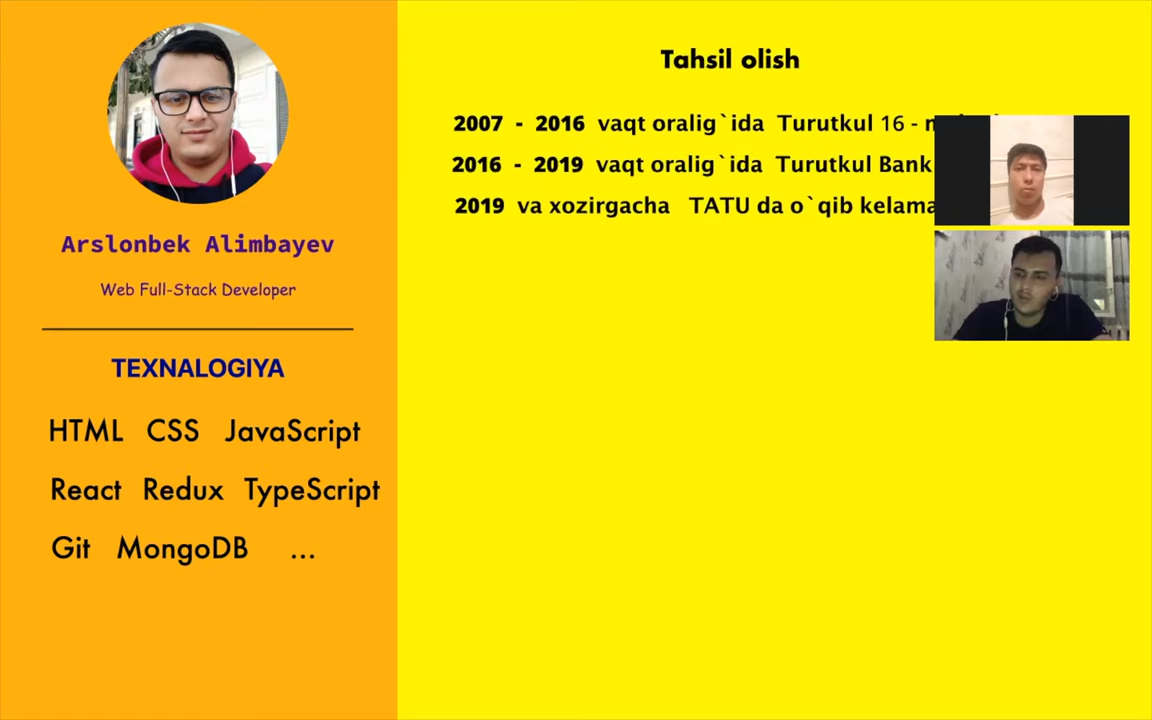 Arslonbek Alimbayev
Web Full-Stack Developer
TEXNALOGIYA
HTML CSS JavaScript
React Redux TypeScript
Git MongoDB ...
Tahsil olish
2007 - 2016 vaqt oralig`ida Turutkul 16 -
2016 - 2019 vaqt oralig`ida Turutkul Bank
2019 va xozirgacha TATU da o`qib